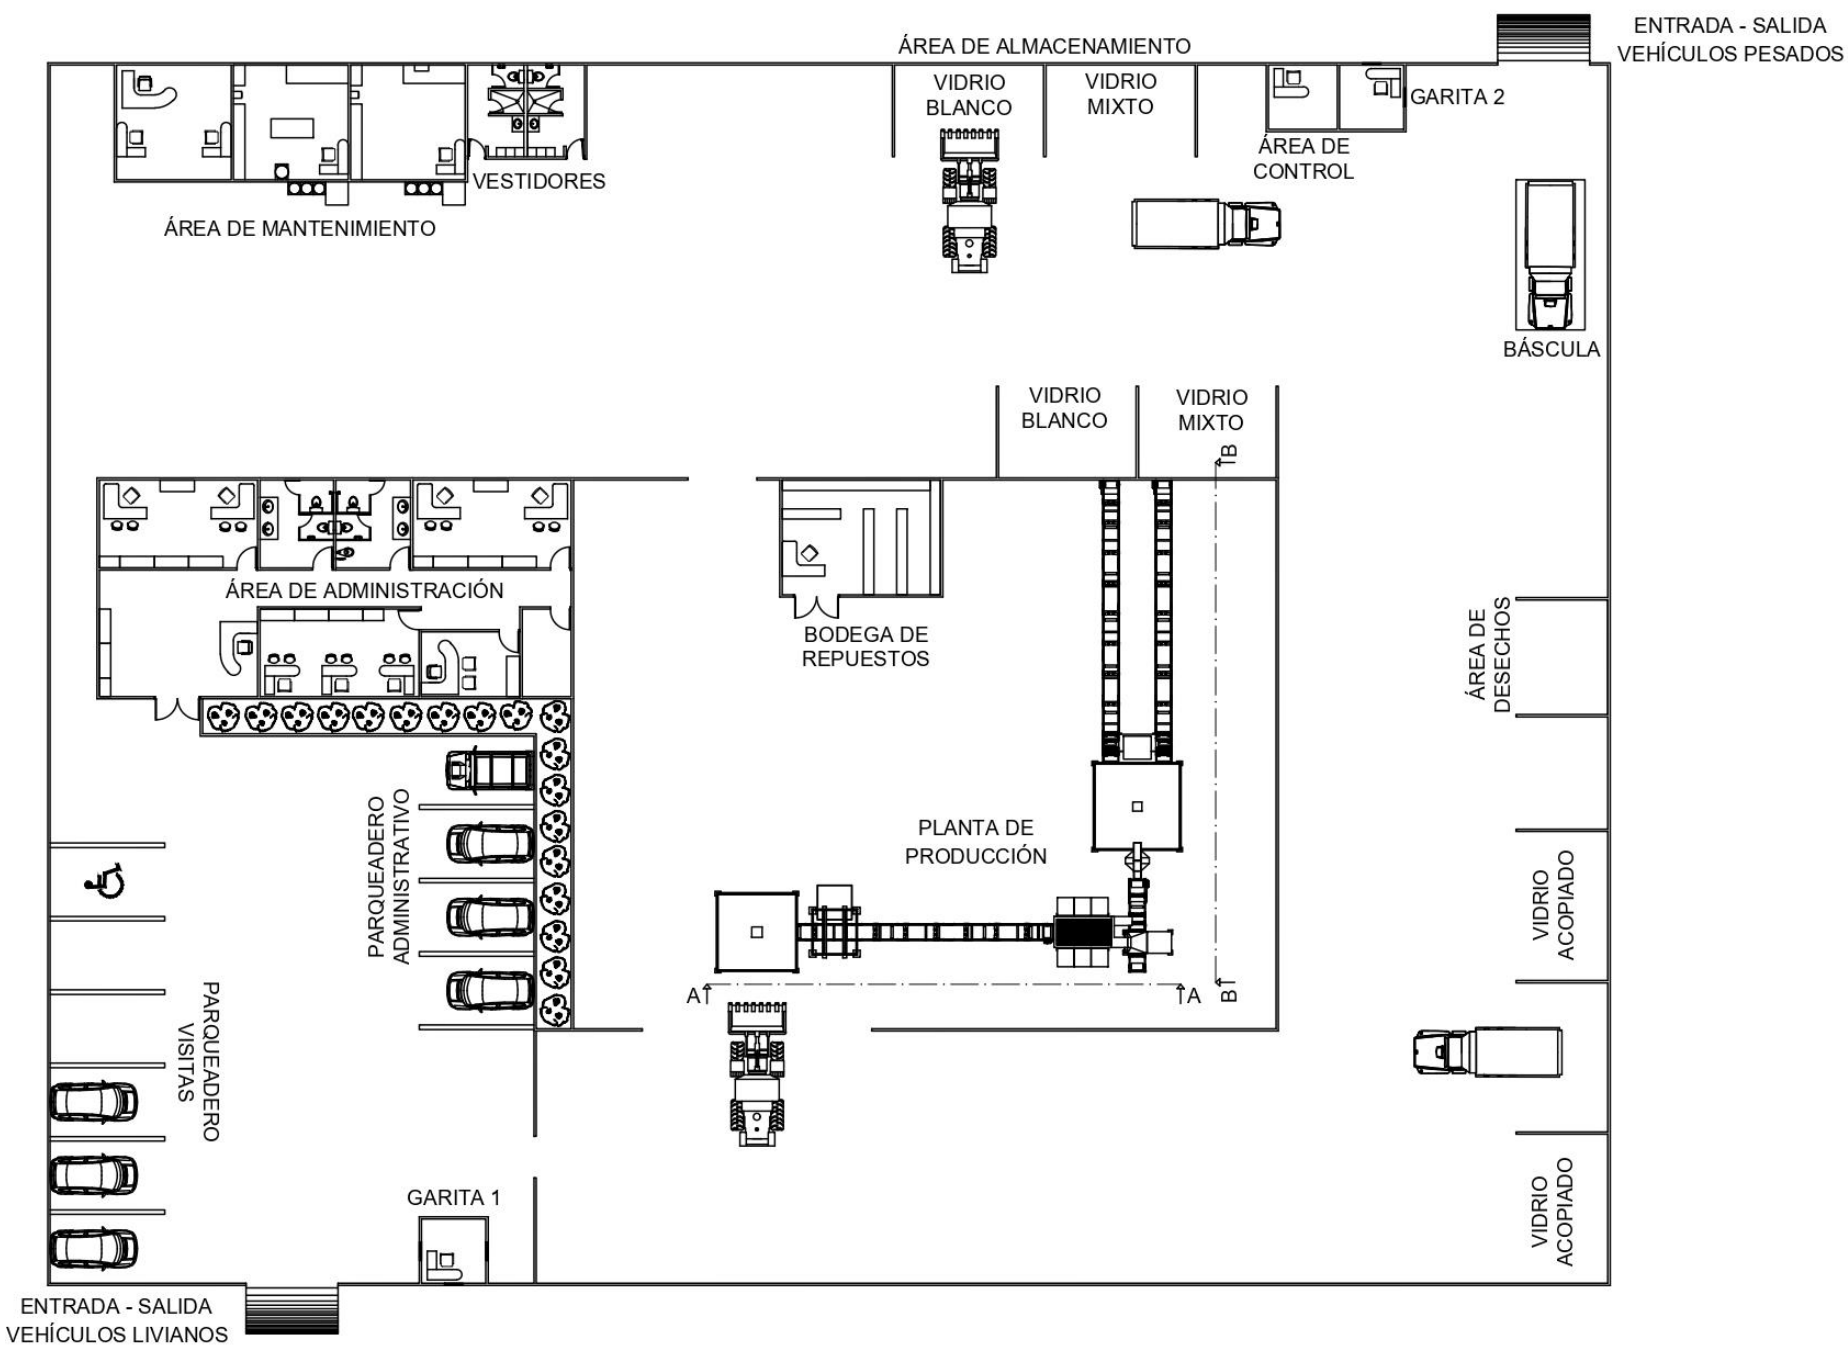 ENTRADA - SALIDA
VEHÍCULOS PESADOS
ÁREA DE ALMACENAMIENTO
VIDRIO
BLANCO
VIDRIO
MIXTO
GARITA 2
ÁREA DE
CONTROL
VESTIDORES
ÁREA DE MANTENIMIENTO
BÁSCULA
VIDRIO
BLANCO
VIDRIO
MIXTO
B
ÁREA DE ADMINISTRACIÓN
BODEGA DE
REPUESTOS
ÁREA DE
DESECHOS
PARQUEADERO
ADMINISTRATIVO
PLANTA DE
PRODUCCIÓN
VIDRIO
ACOPIADO
A
A
B
PARQUEADERO
VISITAS
GARITA 1
VIDRIO
ACOPIADO
ENTRADA - SALIDA
VEHÍCULOS LIVIANOS